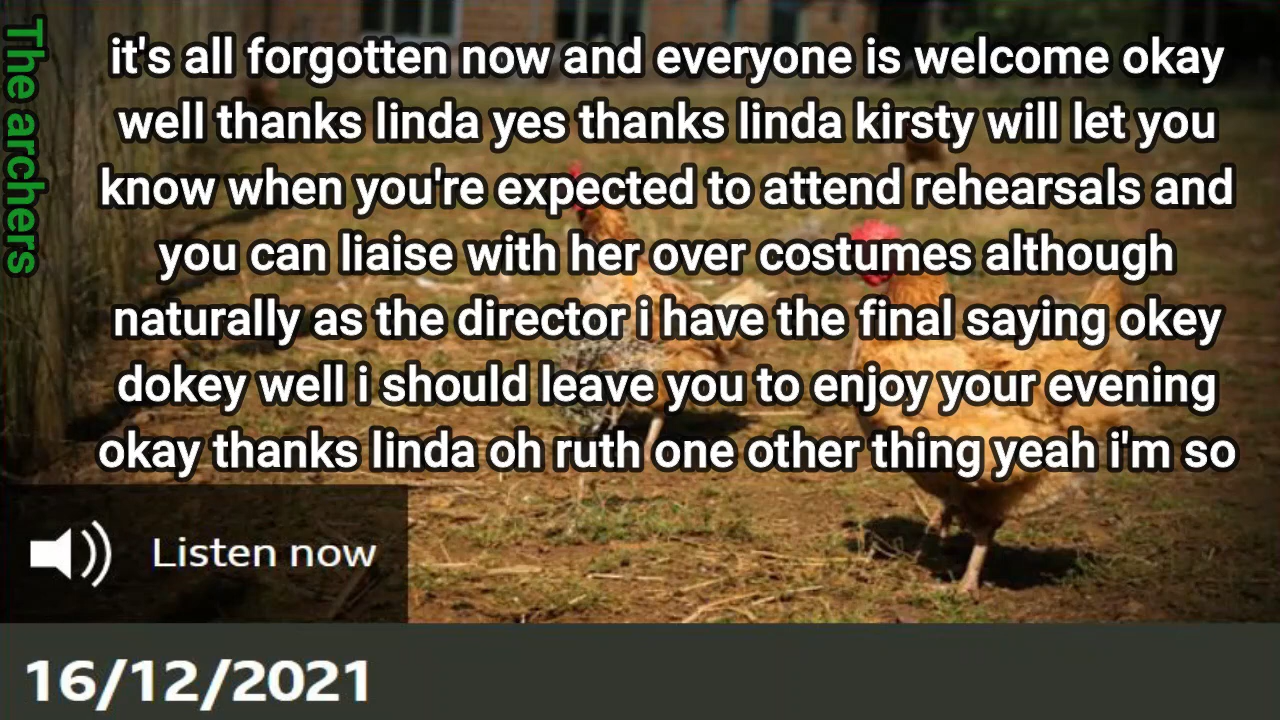 The archers
it's all forgotten now and everyone is welcome okay
well thanks linda yes thanks linda kirsty will let you
know when you're expected to attend rehearsals and
you can liaise with her over costumes although
naturally as the director i have the final saying okey
dokey well i should leave you to enjoy your evening
okay thanks linda oh ruth one other thing yeah i'm so
Listen now
16/12/2021